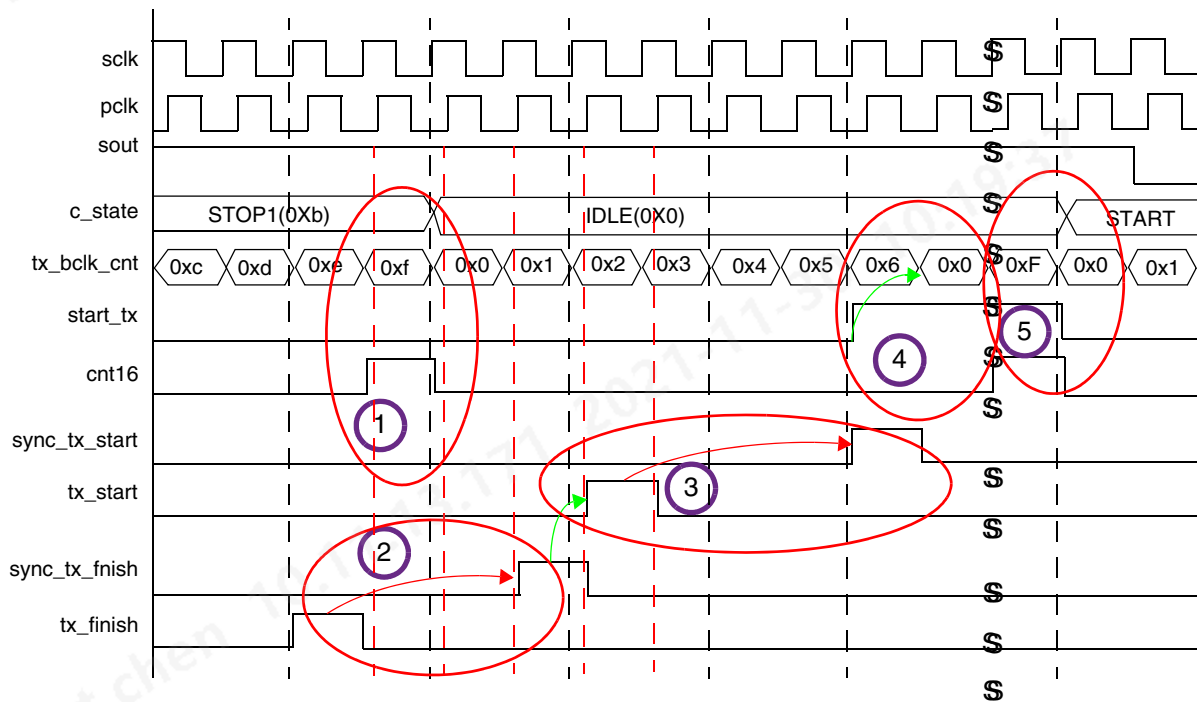 sclk
pclk
sout
c_state STOP1(0Xb) IDLE(0X0) START
tx_bclk_cnt 0xc 0xd 0xe 0xf 0x0 0x1 0x2 0x3 0x4 0x5 0x6 0x0 0xF 0x0 0x1
start_tx
5
4
cnt16
1
sync_tx_start
tx_start 3
2
sync_tx_fnish
tx_finish